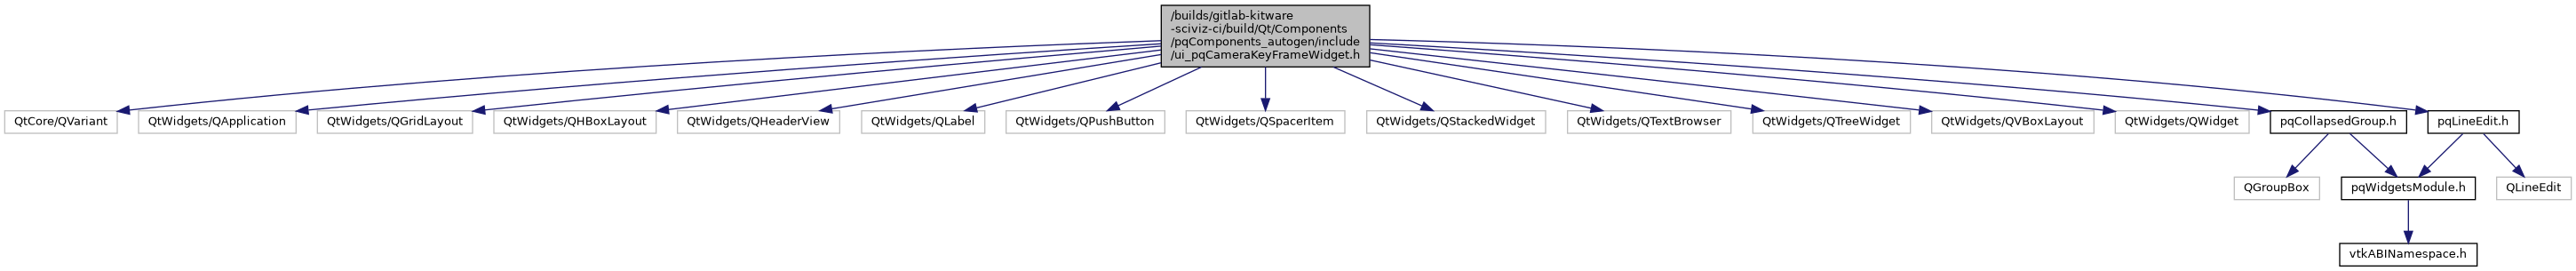 /builds/gitlab-kitware
-sciviz-ci/build/Qt/Components
/pqComponents_autogen/include
/ui_pqCameraKeyFrameWidget.h
QtCore/QVariant
QtWidgets/QApplication
QtWidgets/QGridLayout
QtWidgets/QHBoxLayout
QtWidgets/QHeaderView
QtWidgets/QLabel
QtWidgets/QPushButton
QtWidgets/QSpacerItem
QtWidgets/QStackedWidget
QtWidgets/QTextBrowser
QtWidgets/QTreeWidget
QtWidgets/QVBoxLayout
QtWidgets/QWidget
pqCollapsedGroup.h
pqLineEdit.h
QGroupBox
pqWidgetsModule.h
QLineEdit
vtkABINamespace.h